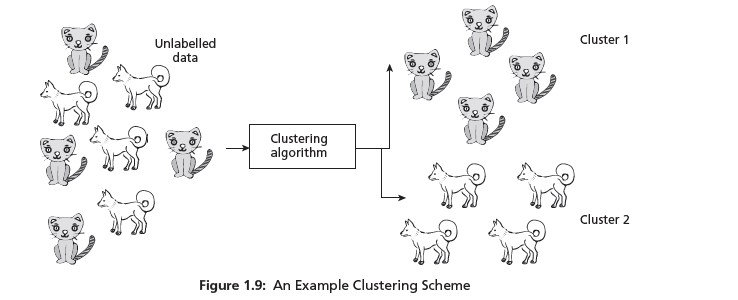 Unlabelled
data
Clustering
algorithm
Cluster 1
Cluster 2
Figure 1.9: An Example Clustering Scheme